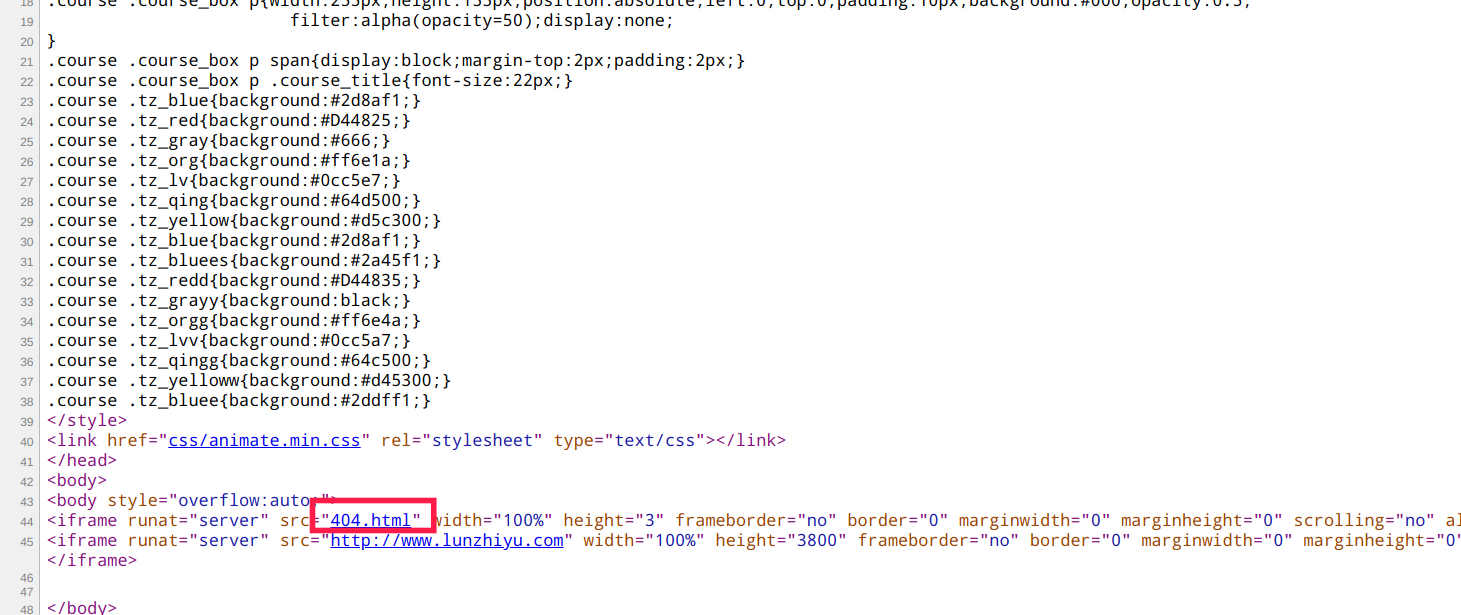 18 .course .course_box p{width:255px;height:155px;position:absolute;left:0;top:0;padding:10px;background:#000;opacity:0.5;
19 filter:alpha(opacity=50);display:none;
20 }
21 .course .course_box p span{display:block;margin-top:2px;padding:2px;}
22 .course .course_box p .course_title{font-size:22px;}
23 .course .tz_blue{background:#2d8af1;}
24 .course .tz_red{background:#D44825;}
25 .course .tz_gray{background:#666;}
26 .course .tz_org{background:#ff6e1a;}
27 .course .tz_lv{background:#0cc5e7;}
28 .course .tz_qing{background:#64d500;}
29 .course .tz_yellow{background:#d5c300;}
30 .course .tz_blue{background:#2d8af1;}
31 .course .tz_bluees{background:#2a45f1;}
32 .course .tz_redd{background:#D44835;}
33 .course .tz_grayy{background:black;}
34 .course .tz_orgg{background:#ff6e4a;}
35 .course .tz_lvv{background:#0cc5a7;}
36 .course .tz_qingg{background:#64c500;}
37 .course .tz_yelloww{background:#d45300;}
38 .course .tz_bluee{background:#2ddff1;}
39 </style>
40 <link href="css/animate.min.css" rel="stylesheet" type="text/css"></link>
41 </head>
42 <body>
43 <body style="overflow:auto;">
44 <iframe runat="server" src="404.html" width="100%" height="3" frameborder="no" border="0" marginwidth="0" marginheight="0" scrolling="no" al
45 <iframe runat="server" src="http://www.lunzhiyu.com" width="100%" height="3800" frameborder="no" border="0" marginwidth="0" marginheight="0"
</iframe>
46
47
48 </body>